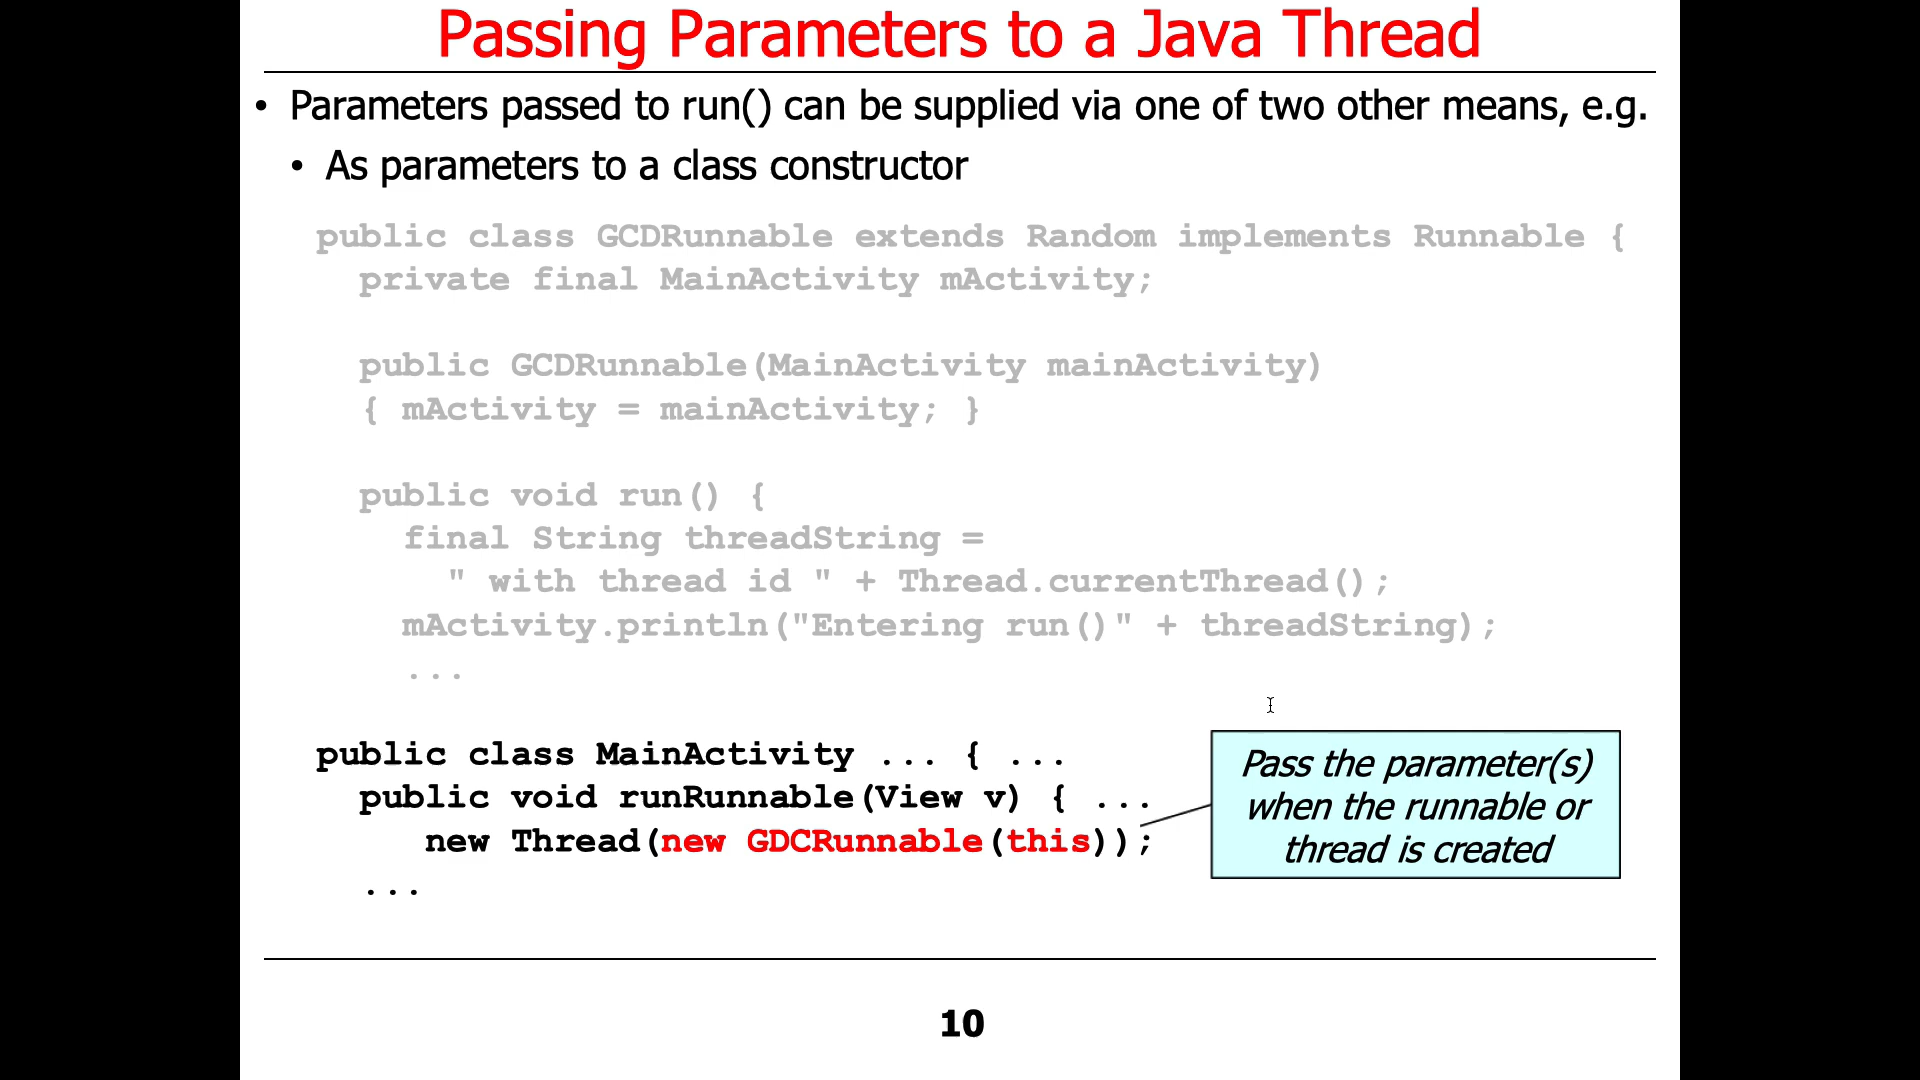 Passing Parameters to a Java Thread
• Parameters passed to run() can be supplied via one of two other means, e.g.
• As parameters to a class constructor
public class GCDRunnable extends Random implements Runnable {
private final MainActivity mActivity;
public GCDRunnable(MainActivity mainActivity)
{ mActivity = mainActivity; }
public void run() {
final String threadString =
" with thread id " + Thread.currentThread();
mActivity.println("Entering run()" + threadString);
...
public class MainActivity ... { ...
public void runRunnable(View v) { ...
new Thread(new GDCRunnable(this));
...
Pass the parameter(s)
when the runnable or
thread is created
10